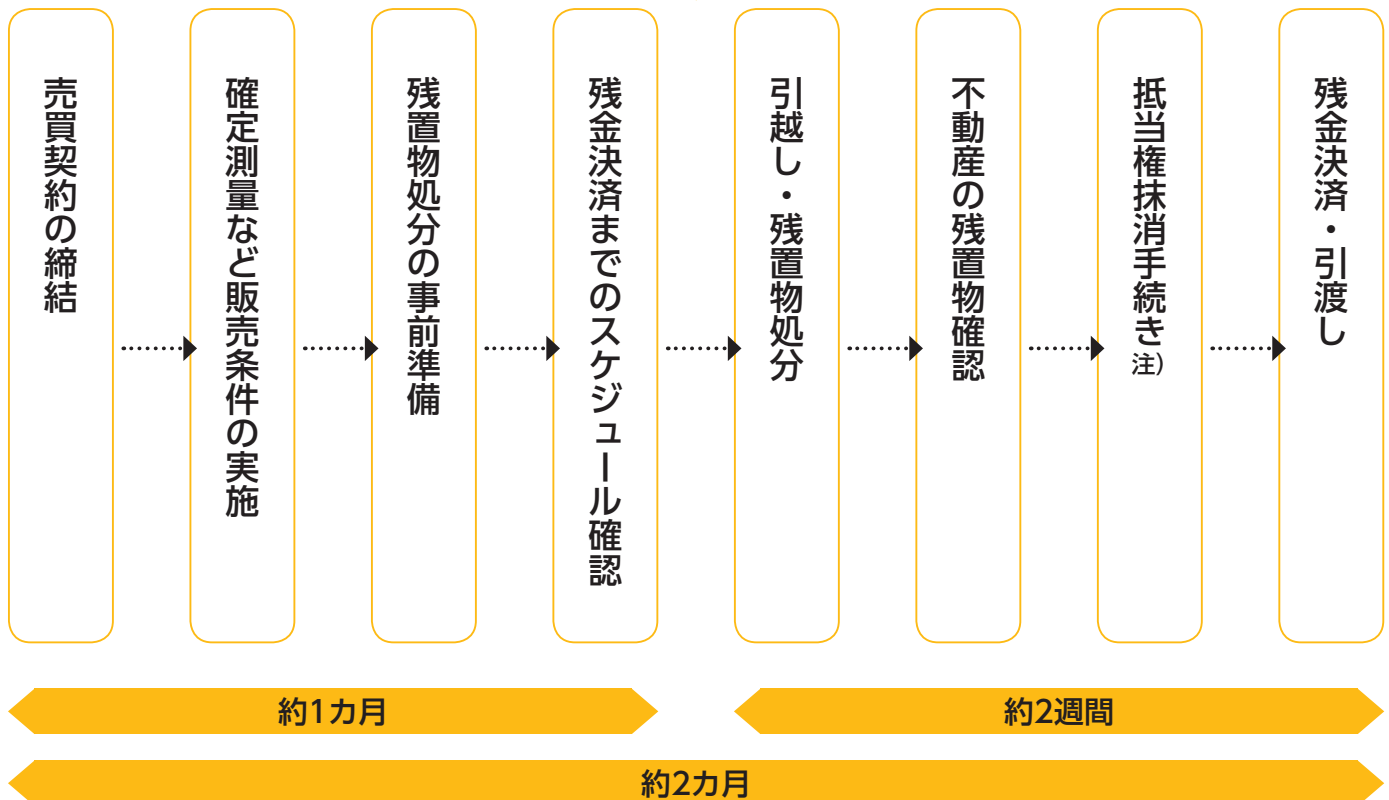 売買契約の締結
確定測量など販売条件の実施
残置物処分の事前準備
残金決済までのスケジュール確認
引越し・残置物処分
不動産の残置物確認
抵当権抹消手続き注）
残金決済・引渡し
約1カ月
約2週間
約2カ月